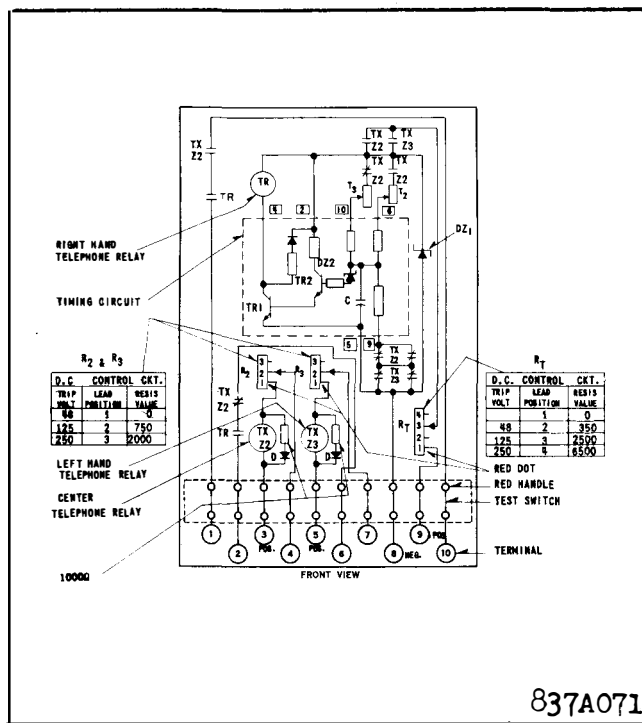 TX
Z2
TR
TR
TX
Z2
TX
Z3
TX
Z2
Z2
T3
T2
4
2
10
6
DZ1
RIGHT HAND
TELEPHONE RELAY
TIMING CIRCUIT
DZ2
TR2
TR1
C
5
9
TX
Z2
TX
Z3
R2 & R3
D.C CONTROL CKT.
TRIP VOLT LEAD POSITION RESIS VALUE
48 1 0
125 2 750
250 3 2000
R2
3
2
1
R3
3
2
1
RT
D.C. CONTROL CKT.
TRIP VOLT LEAD POSITION RESIS VALUE
1 0
48 2 350
125 3 2500
250 4 6500
RT
4
3
2
1
TX
Z2
TR
TX
Z2
D
TX
Z3
D
LEFT HAND
TELEPHONE RELAY
CENTER
TELEPHONE RELAY
RED DOT
RED HANDLE
TEST SWITCH
1
2
3
POS.
4
5
POS.
6
7
8
NEG.
9
POS
10
TERMINAL
1000Ω
FRONT VIEW
837A071